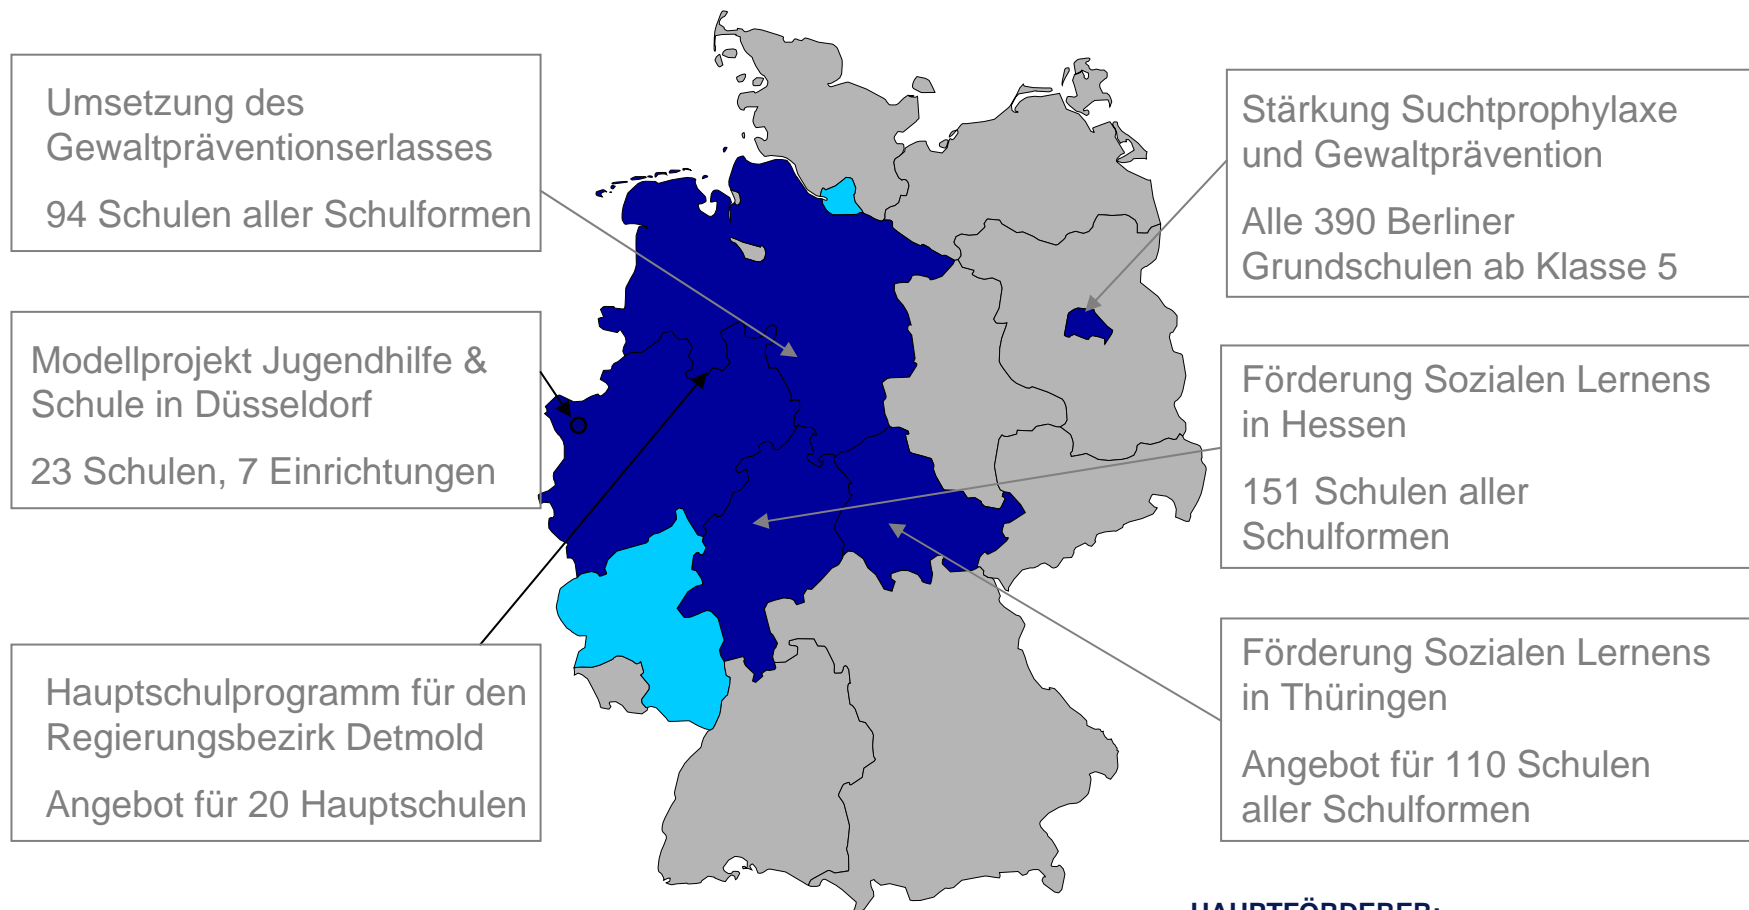 Umsetzung des
Gewaltpräventionserlasses
94 Schulen aller Schulformen
Modellprojekt Jugendhilfe &
Schule in Düsseldorf
23 Schulen, 7 Einrichtungen
Hauptschulprogramm für den
Regierungsbezirk Detmold
Angebot für 20 Hauptschulen
Stärkung Suchtprophylaxe
und Gewaltprävention
Alle 390 Berliner
Grundschulen ab Klasse 5
Förderung Sozialen Lernens
in Hessen
151 Schulen aller
Schulformen
Förderung Sozialen Lernens
in Thüringen
Angebot für 110 Schulen
aller Schulformen
HAUPTFÖRDERER: